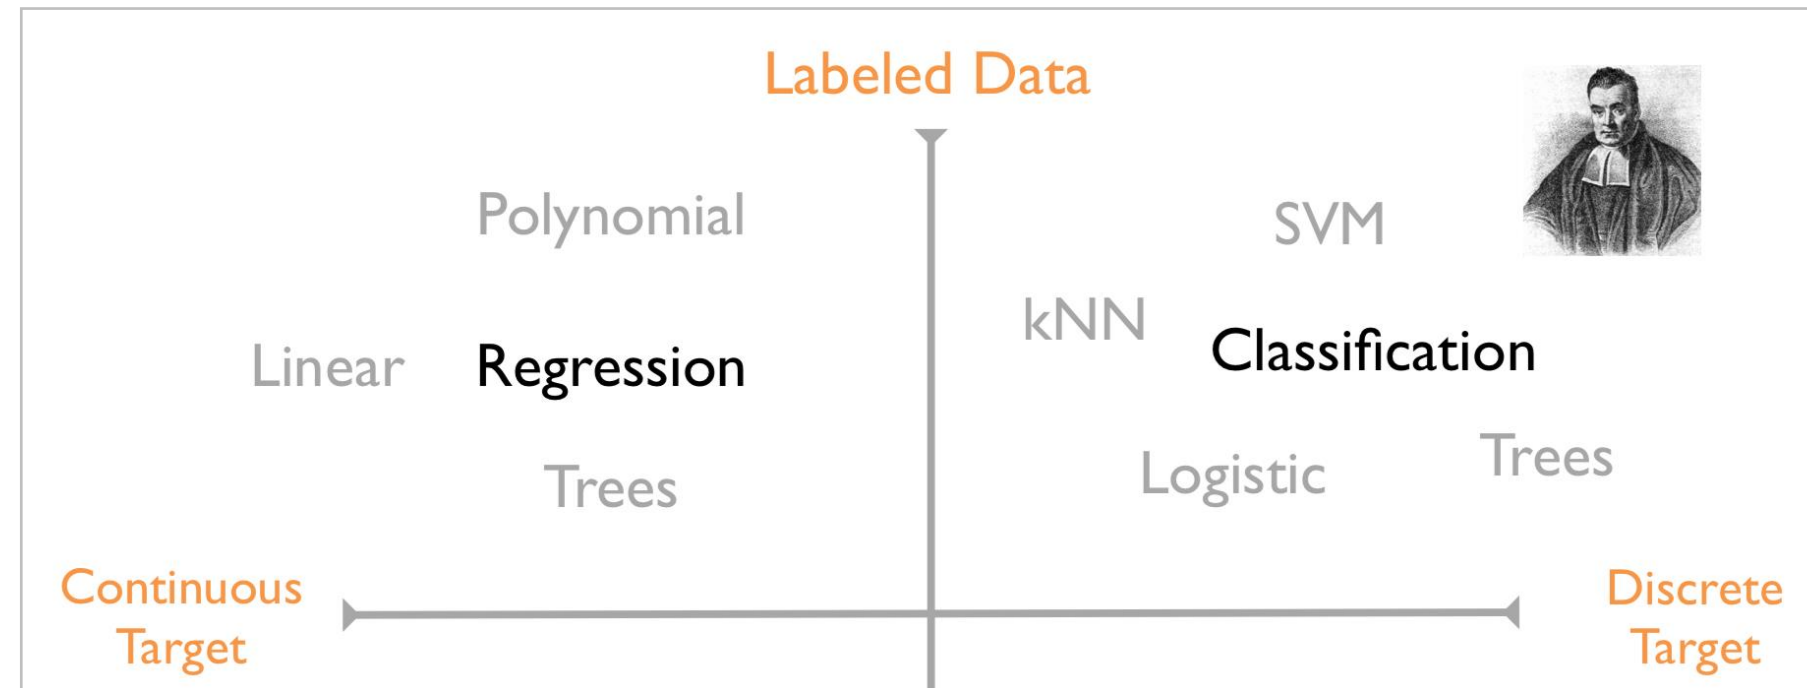 Labeled Data
Polynomial
SVM
kNN
Linear
Regression
Classification
Trees
Logistic
Trees
Continuous
Target
Discrete
Target